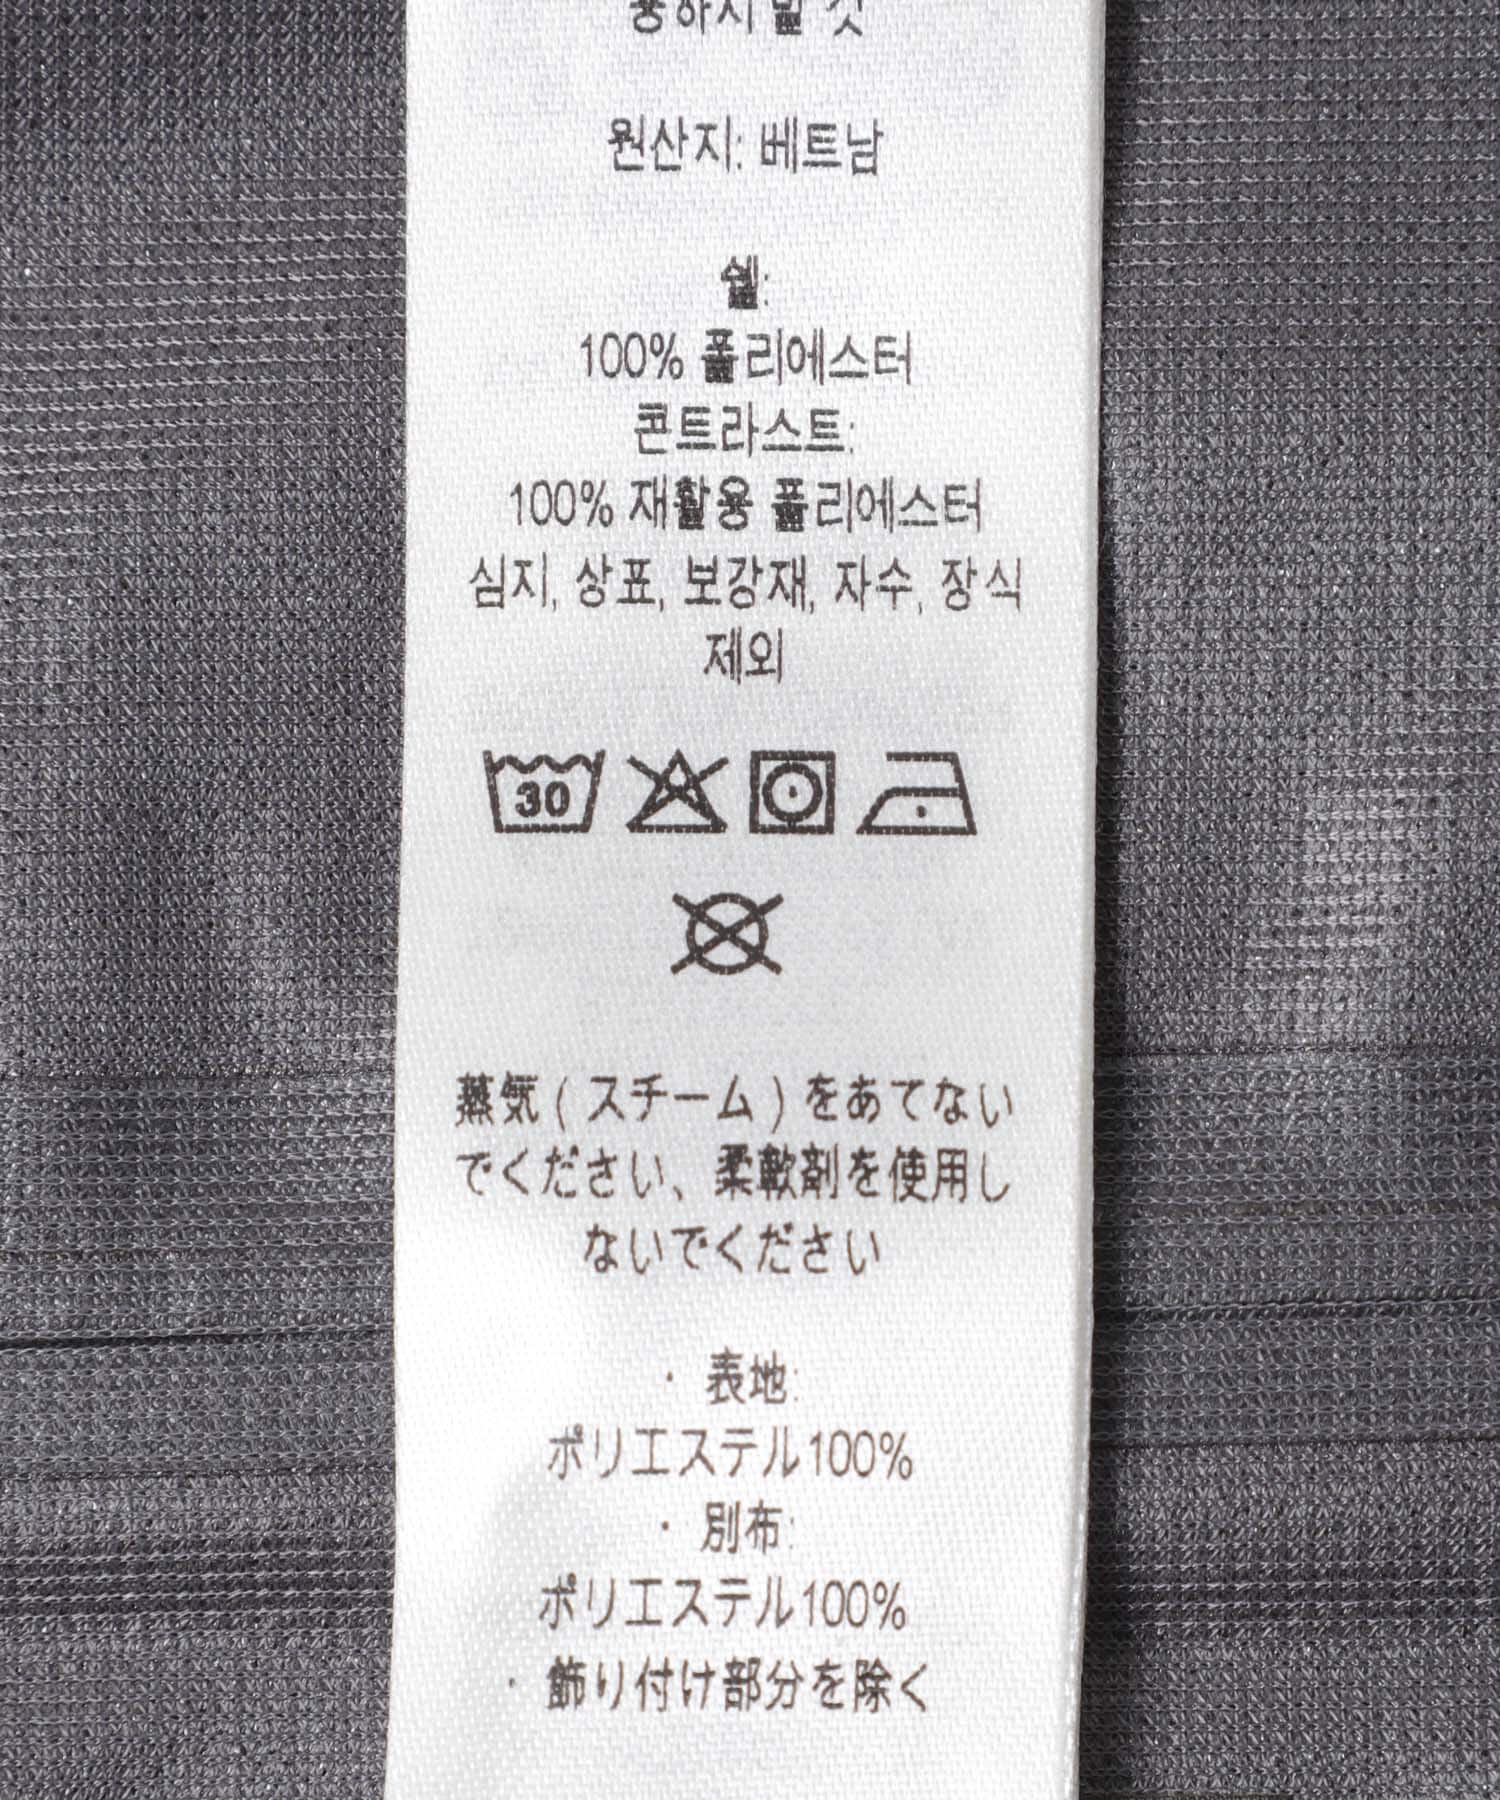 용하지 말 것
원산지: 베트남
쉘:
100% 폴리에스터
콘트라스트:
100% 재활용 폴리에스터
심지, 상표, 보강재, 자수, 장식
제외
30
蒸気(スチーム)をあてない
でください、柔軟剤を使用し
ないでください
・表地:
ポリエステル100%
・別布:
ポリエステル100%
・飾り付け部分を除く